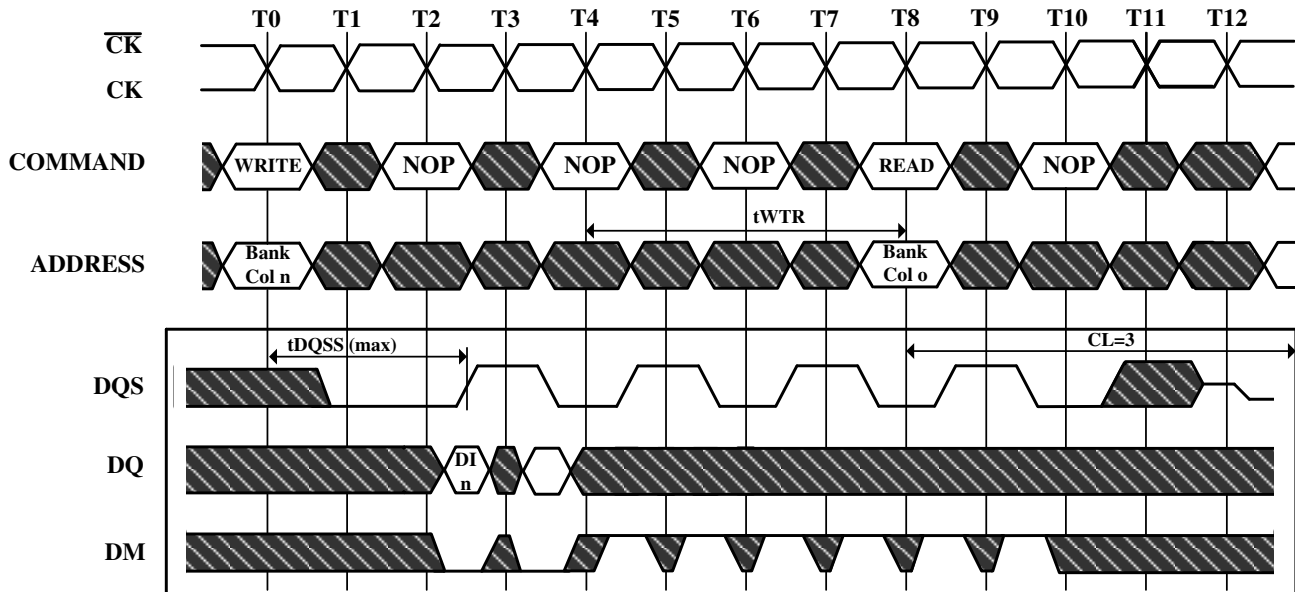 T0 T1 T2 T3 T4 T5 T6 T7 T8 T9 T10 T11 T12
CK
CK
COMMAND WRITE NOP NOP NOP READ NOP
tWTR
ADDRESS Bank Col n Bank Col o
tDQSS (max) CL=3
DQS
DQ DI n
DM